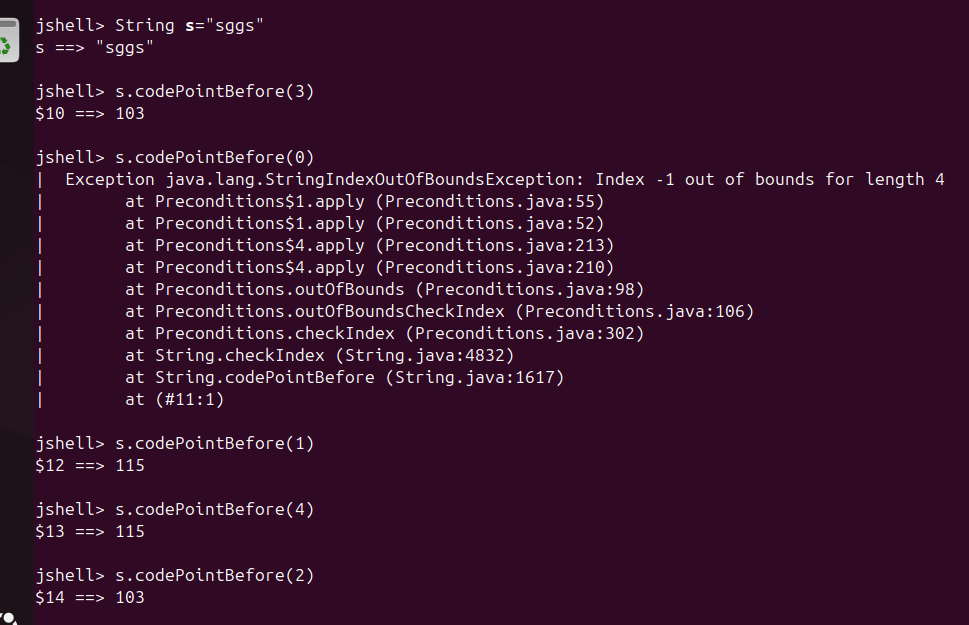 jshell> String s="sggs"
s ==> "sggs"
jshell> s.codePointBefore(3)
$10 ==> 103
jshell> s.codePointBefore(0)
|  Exception java.lang.StringIndexOutOfBoundsException: Index -1 out of bounds for length 4
|        at Preconditions$1.apply (Preconditions.java:55)
|        at Preconditions$1.apply (Preconditions.java:52)
|        at Preconditions$4.apply (Preconditions.java:213)
|        at Preconditions$4.apply (Preconditions.java:210)
|        at Preconditions.outOfBounds (Preconditions.java:98)
|        at Preconditions.outOfBoundsCheckIndex (Preconditions.java:106)
|        at Preconditions.checkIndex (Preconditions.java:302)
|        at String.checkIndex (String.java:4832)
|        at String.codePointBefore (String.java:1617)
|        at (#11:1)
jshell> s.codePointBefore(1)
$12 ==> 115
jshell> s.codePointBefore(4)
$13 ==> 115
jshell> s.codePointBefore(2)
$14 ==> 103